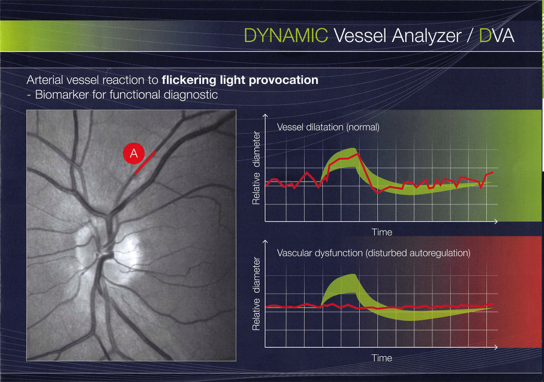 DYNAMIC Vessel Analyzer / DVA
Arterial vessel reaction to flickering light provocation
- Biomarker for functional diagnostic
A
Vessel dilatation (normal)
Relative diameter
Time
Vascular dysfunction (disturbed autoregulation)
Relative diameter
Time